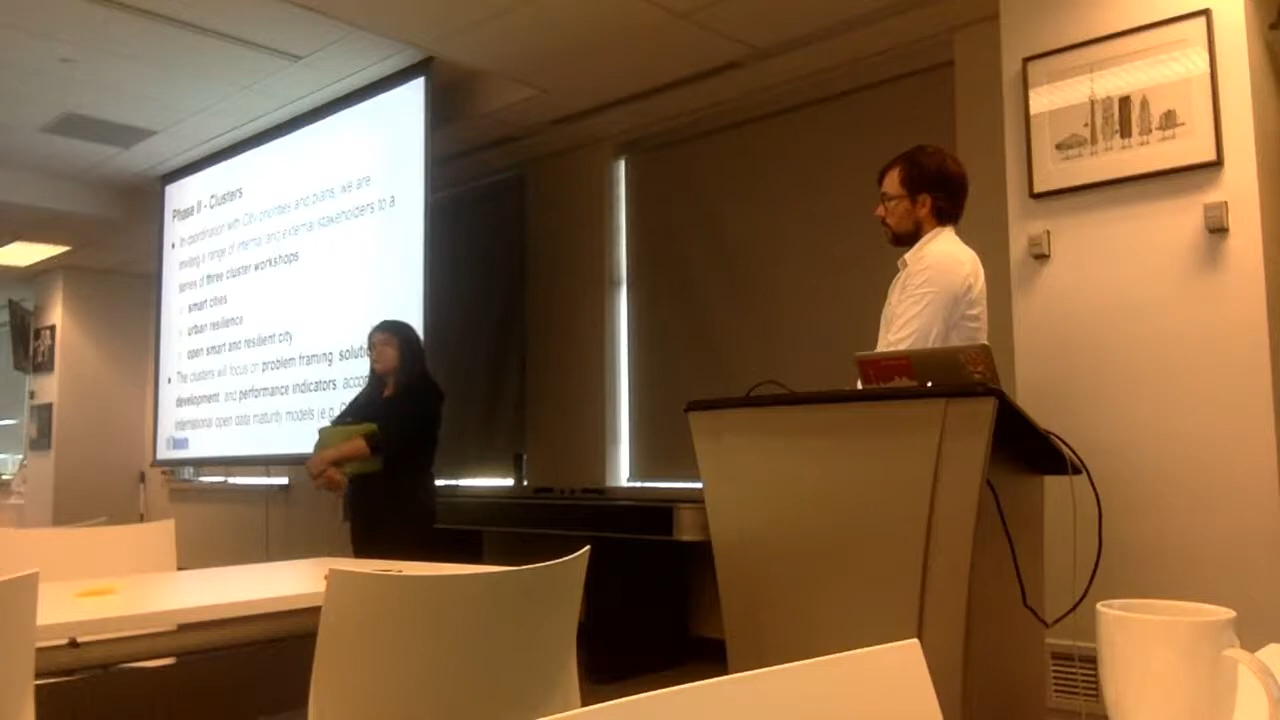 Phase II - Clusters
In coordination with City priorities and plans, we are
inviting a range of internal and external stakeholders to a
series of three cluster workshops
smart cities
urban resilience
open smart and resilient city
The clusters will focus on problem framing
development and performance indicators
international open data maturity models (e.g.